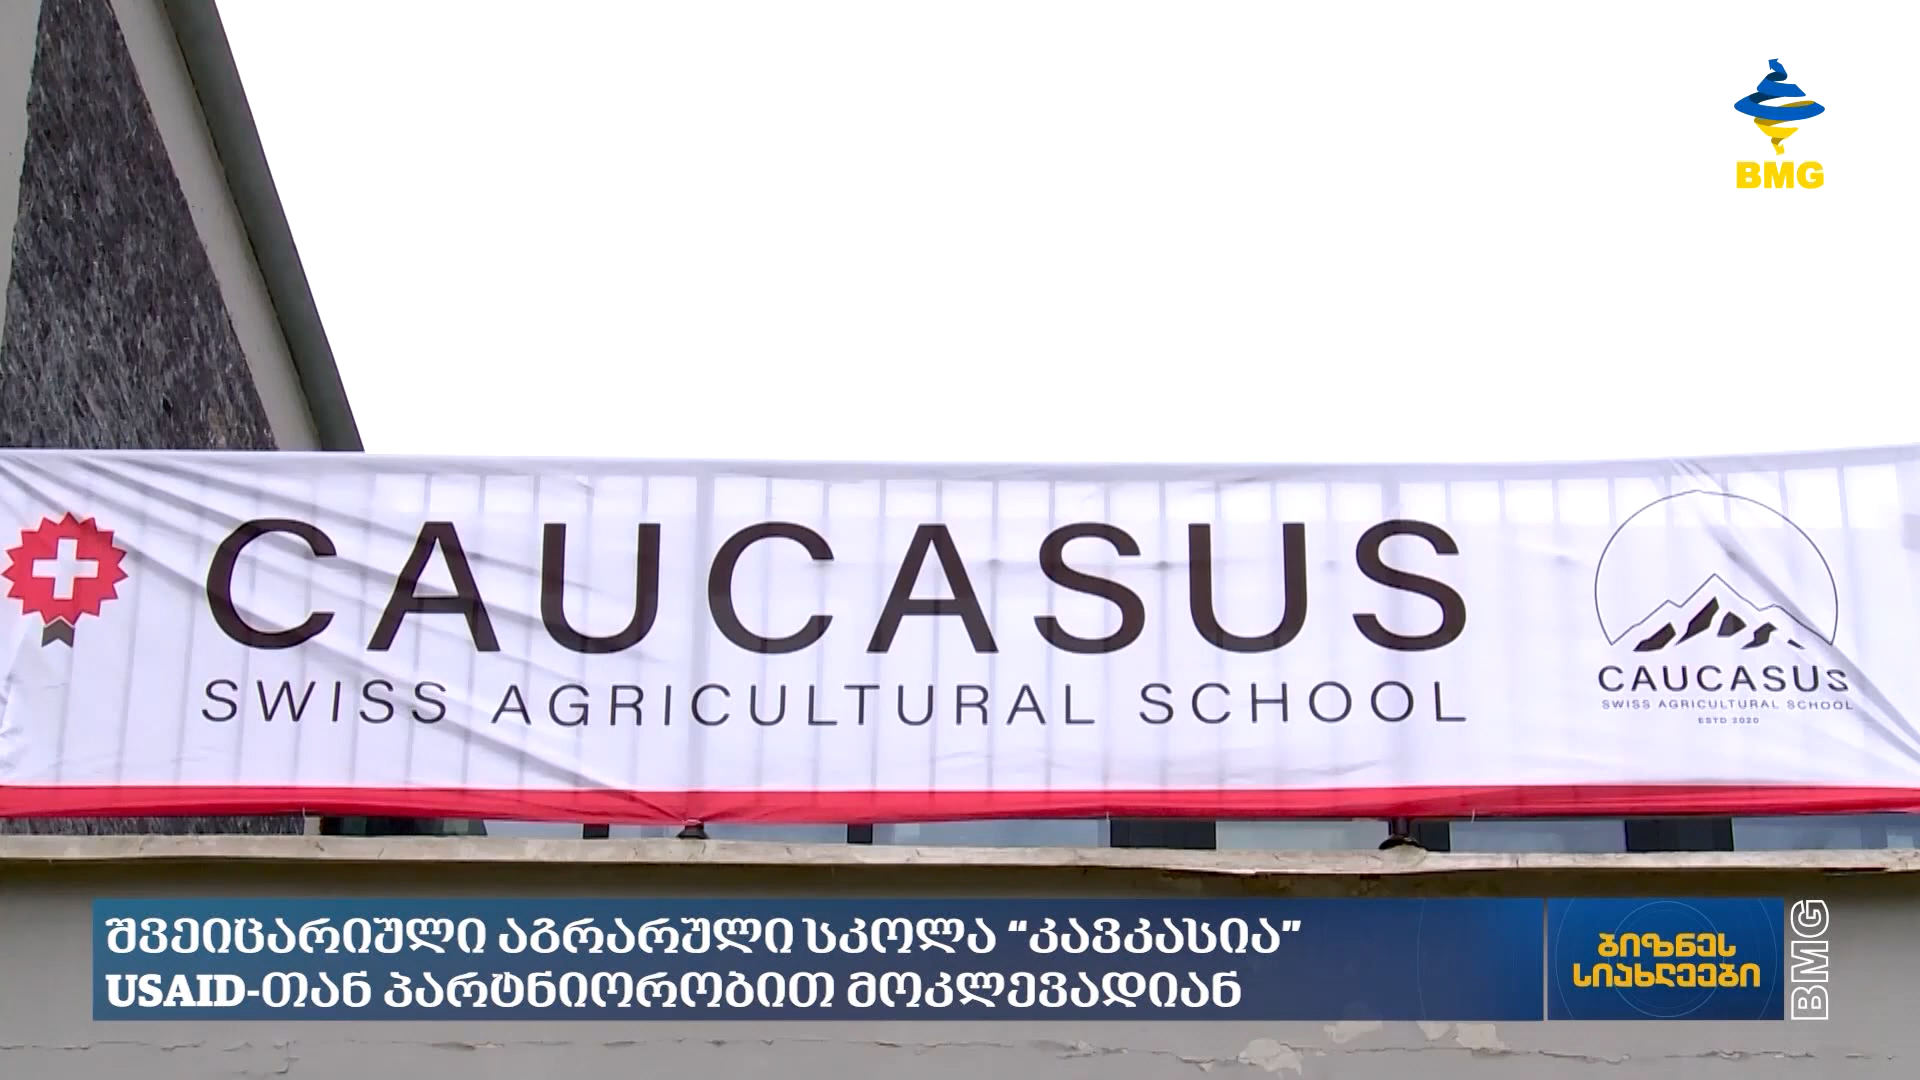 BMG
CAUCASUS
SWISS AGRICULTURAL SCHOOL
CAUCASUS
SWISS AGRICULTURAL SCHOOL
ESTD 2020
შვეიცარიული აგრარული სკოლა “კავკასია”
USAID-თან პარტნიორობით მოკლევადიან
ბიზნეს
სიახლეები
BMG